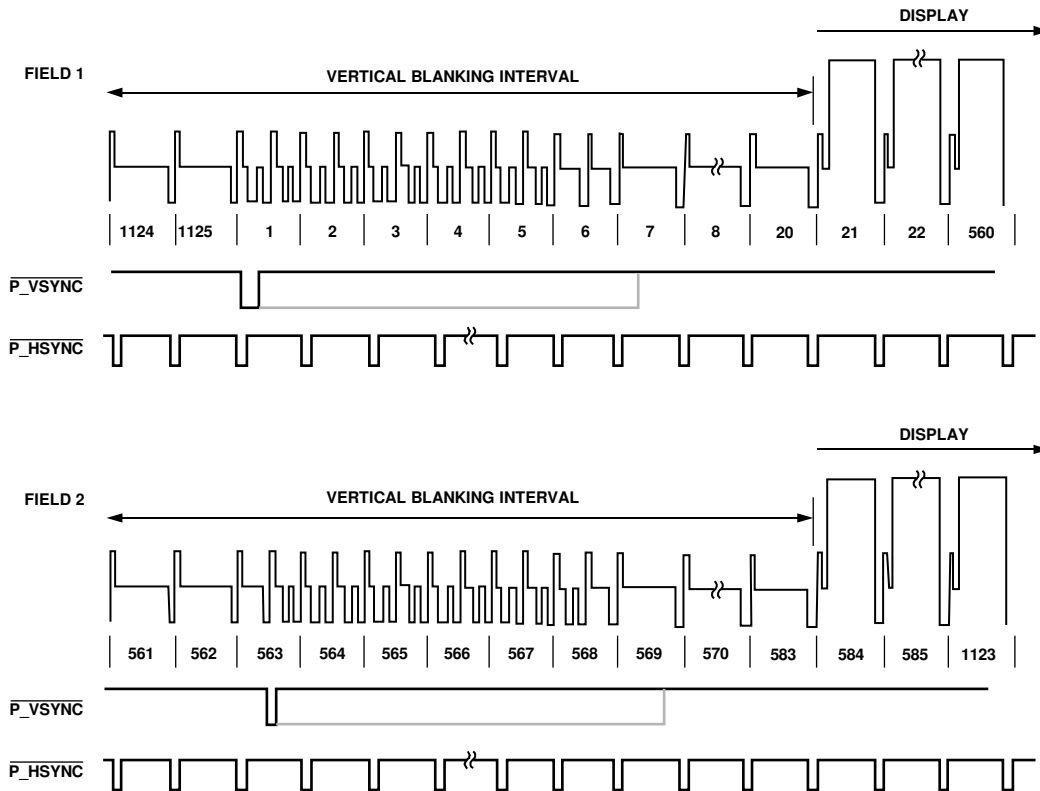 DISPLAY
FIELD 1
VERTICAL BLANKING INTERVAL
1124 1125 1 2 3 4 5 6 7 8 20 21 22 560
P_VSYNC
P_HSYNC
DISPLAY
FIELD 2
VERTICAL BLANKING INTERVAL
561 562 563 564 565 566 567 568 569 570 583 584 585 1123
P_VSYNC
P_HSYNC